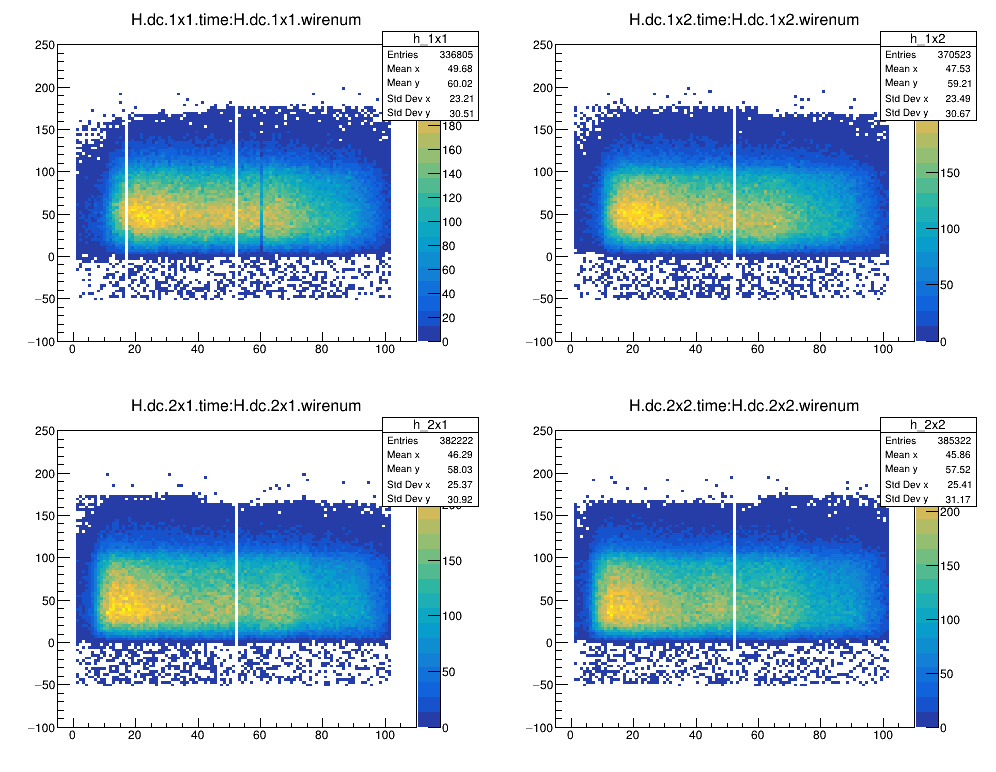 H.dc.1x1.time:H.dc.1x1.wirenum
h_1x1
Entries 336805
Mean x 49.68
Mean y 60.02
Std Dev x 23.21
Std Dev y 30.51
250
200
150
100
50
0
−50
−100
0 20 40 60 80 100
180
160
140
120
100
80
60
40
20
0
H.dc.1x2.time:H.dc.1x2.wirenum
h_1x2
Entries 370523
Mean x 47.53
Mean y 59.21
Std Dev x 23.49
Std Dev y 30.67
250
200
150
100
50
0
−50
−100
0 20 40 60 80 100
150
100
50
0
H.dc.2x1.time:H.dc.2x1.wirenum
h_2x1
Entries 382222
Mean x 46.29
Mean y 58.03
Std Dev x 25.37
Std Dev y 30.92
250
200
150
100
50
0
−50
−100
0 20 40 60 80 100
200
150
100
50
0
H.dc.2x2.time:H.dc.2x2.wirenum
h_2x2
Entries 385322
Mean x 45.86
Mean y 57.52
Std Dev x 25.41
Std Dev y 31.17
250
200
150
100
50
0
−50
−100
0 20 40 60 80 100
200
150
100
50
0